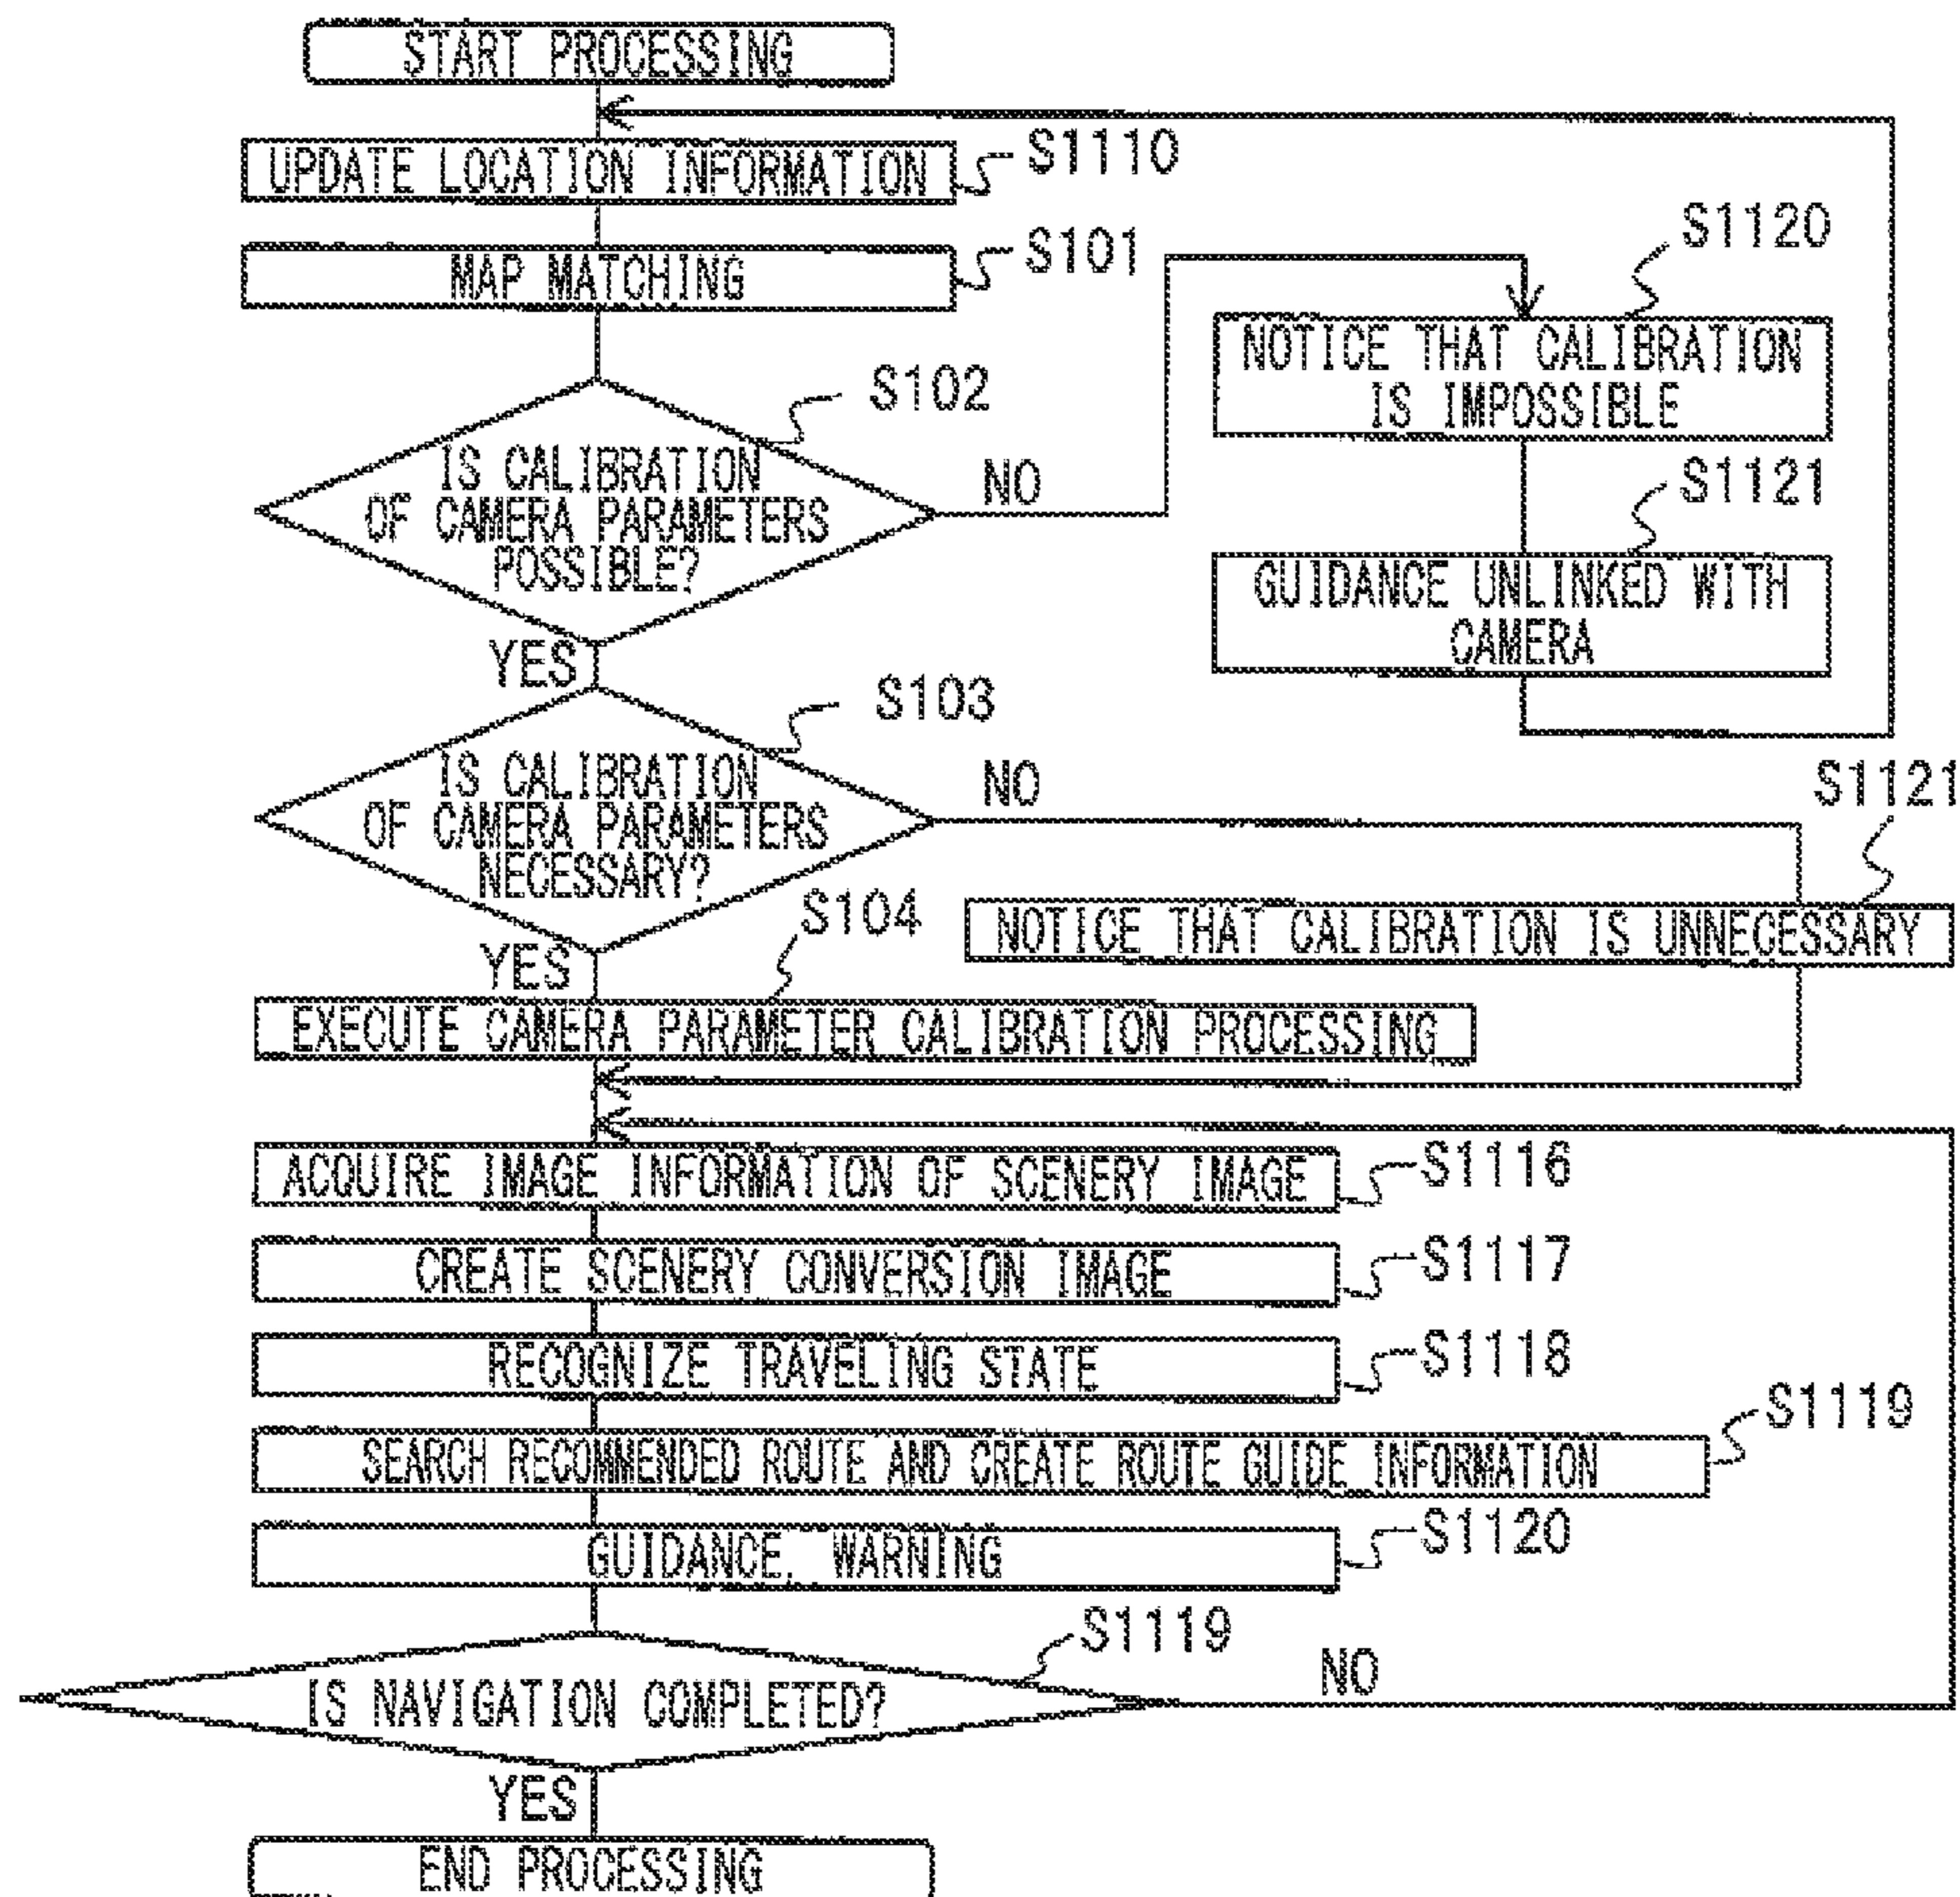 START PROCESSING
UPDATE LOCATION INFORMATION
S1110
MAP MATCHING
S101
S1120
NOTICE THAT CALIBRATION
IS IMPOSSIBLE
S102
IS CALIBRATION
OF CAMERA PARAMETERS
POSSIBLE?
NO
S1121
GUIDANCE UNLINKED WITH
CAMERA
YES
S103
IS CALIBRATION
OF CAMERA PARAMETERS
NECESSARY?
NO
S1121
NOTICE THAT CALIBRATION IS UNNECESSARY
YES
S104
EXECUTE CAMERA PARAMETER CALIBRATION PROCESSING
ACQUIRE IMAGE INFORMATION OF SCENERY IMAGE
S1116
CREATE SCENERY CONVERSION IMAGE
S1117
RECOGNIZE TRAVELING STATE
S1118
SEARCH RECOMMENDED ROUTE AND CREATE ROUTE GUIDE INFORMATION
S1119
GUIDANCE. WARNING
S1120
S1119
IS NAVIGATION COMPLETED?
NO
YES
END PROCESSING